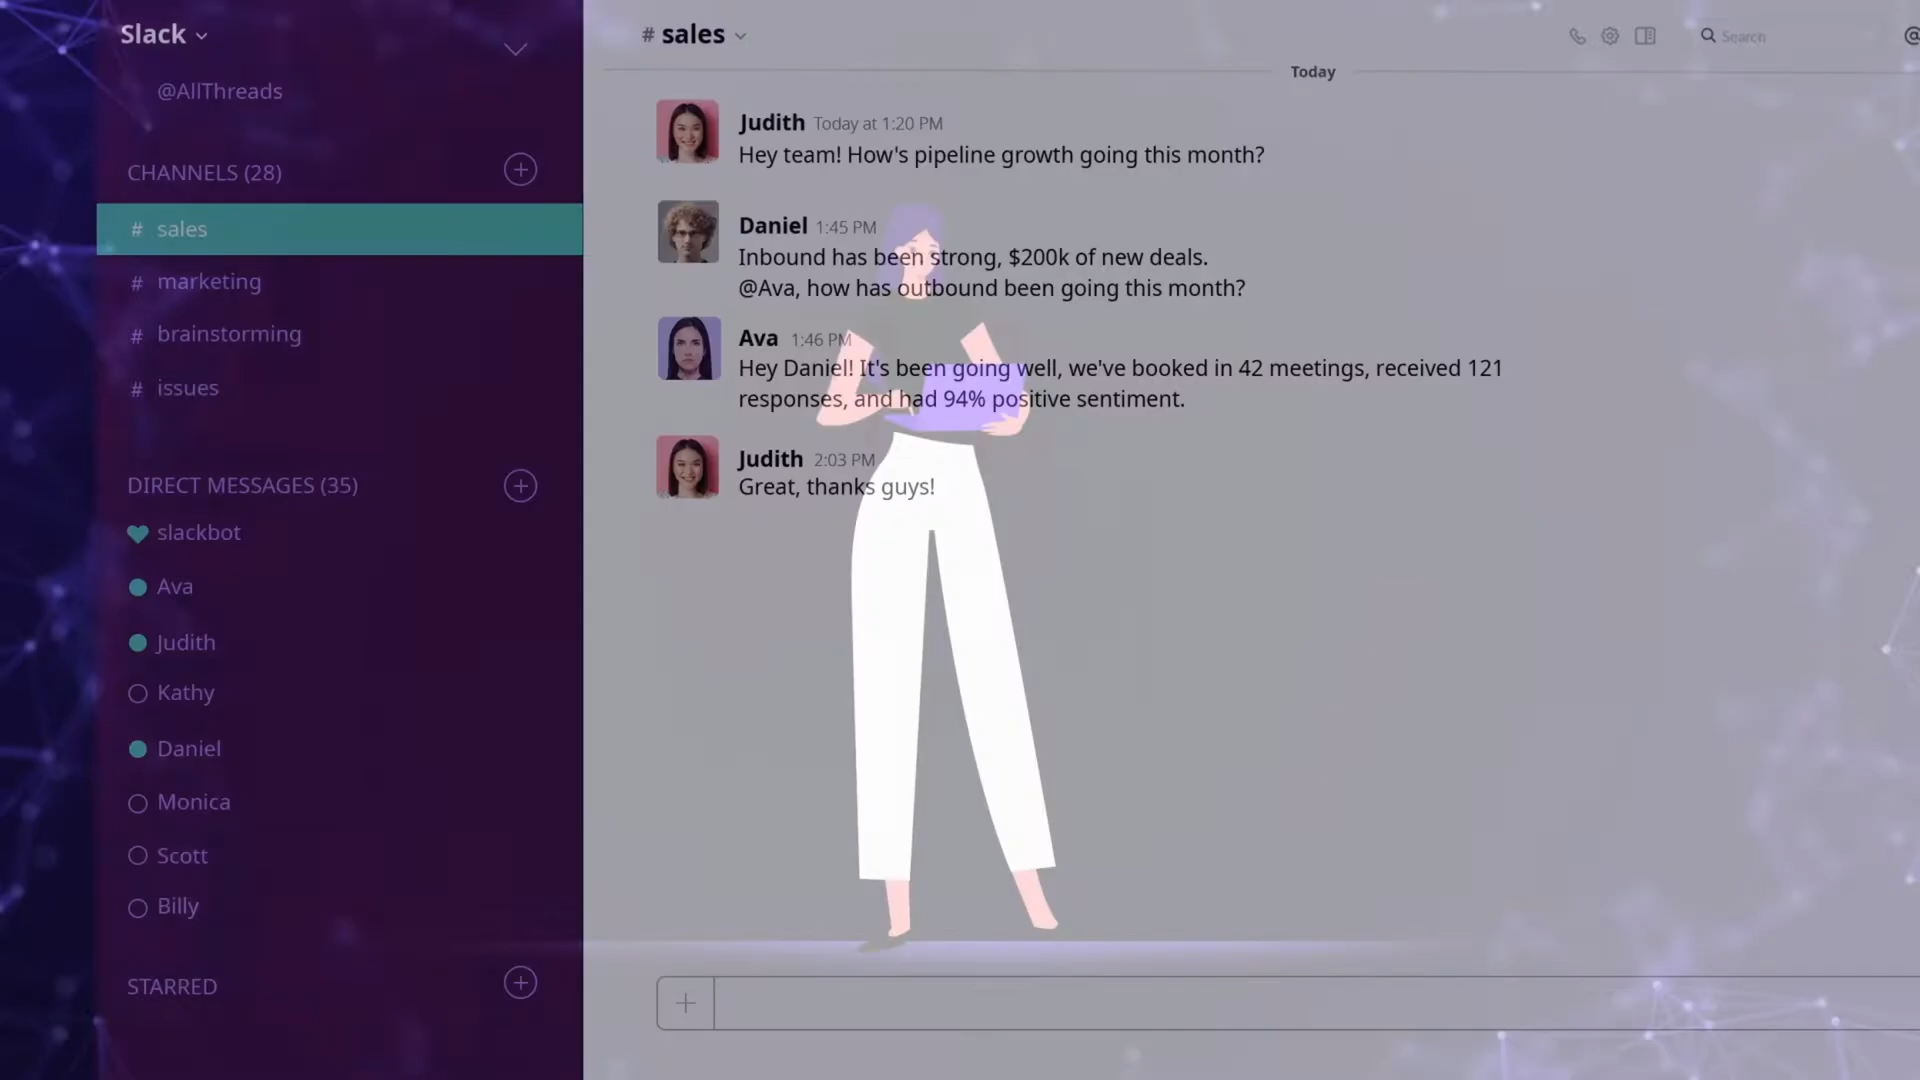 Slack
@AllThreads
CHANNELS (28)
# sales
# marketing
# brainstorming
# issues
DIRECT MESSAGES (35)
slackbot
Ava
Judith
Kathy
Daniel
Monica
Scott
Billy
STARRED
# sales
Search
@
Today
Judith Today at 1:20 PM
Hey team! How's pipeline growth going this month?
Daniel 1:45 PM
Inbound has been strong, $200k of new deals.
@Ava, how has outbound been going this month?
Ava 1:46 PM
Hey Daniel! It's been going well, we've booked in 42 meetings, received 121
responses, and had 94% positive sentiment.
Judith 2:03 PM
Great, thanks guys!